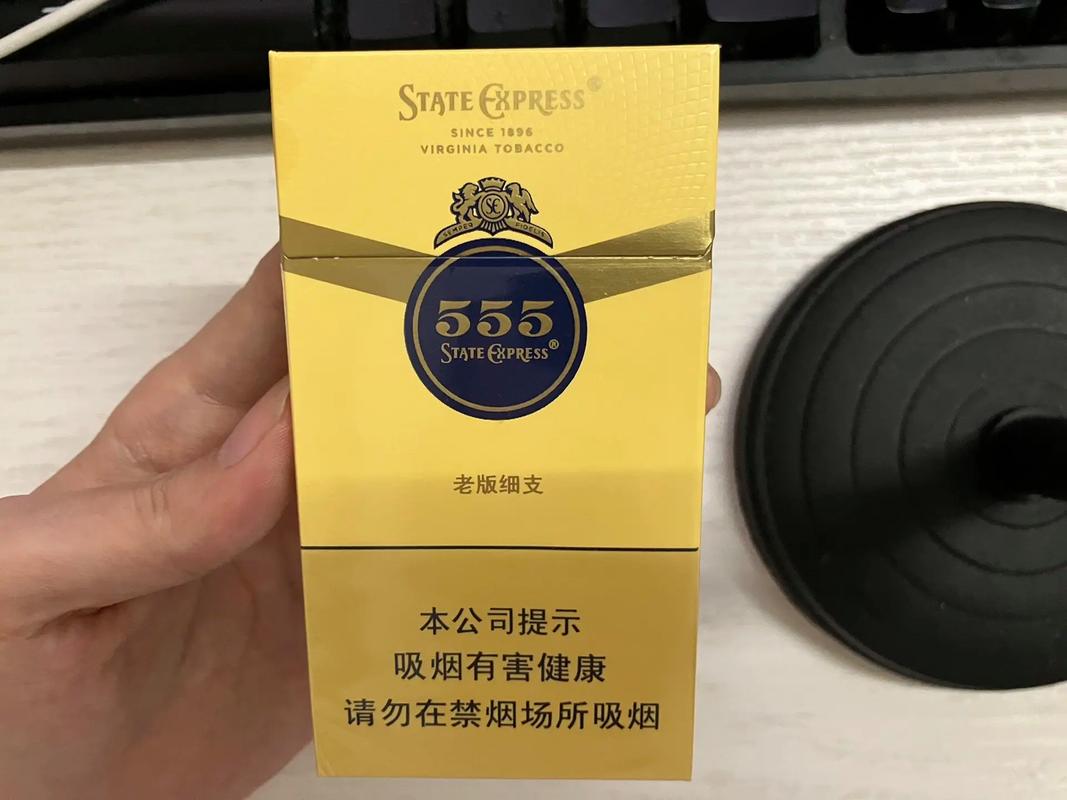 STATE EXPRESS®
SINCE 1896
VIRGINIA TOBACCO
SE
SEMPER FIDELIS
555
STATE EXPRESS®
老版细支
本公司提示
吸烟有害健康
请勿在禁烟场所吸烟